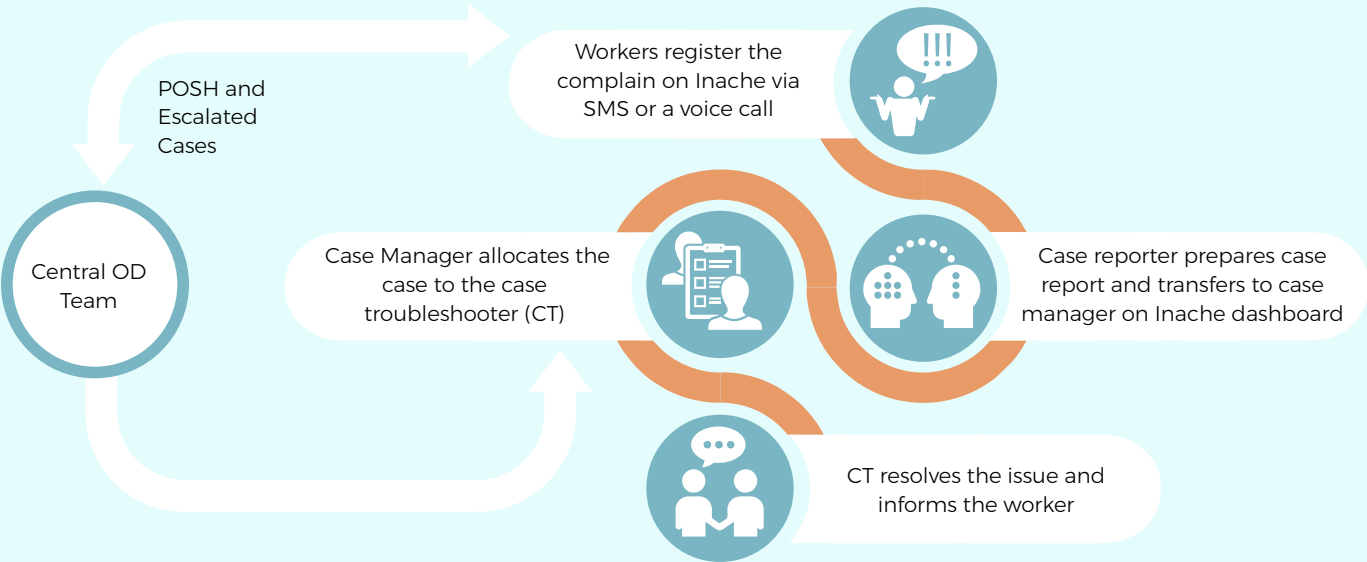 POSH and
Escalated
Cases
Workers register the
complain on Inache via
SMS or a voice call
!!!
Central OD
Team
Case Manager allocates the
case to the case
troubleshooter (CT)
Case reporter prepares case
report and transfers to case
manager on Inache dashboard
CT resolves the issue and
informs the worker